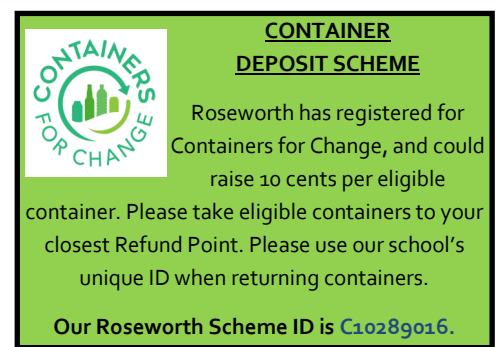 CONTAINERS
FOR CHANGE
CONTAINER
DEPOSIT SCHEME
Roseworth has registered for
Containers for Change, and could
raise 10 cents per eligible
container. Please take eligible containers to your
closest Refund Point. Please use our school’s
unique ID when returning containers.
Our Roseworth Scheme ID is C10289016.